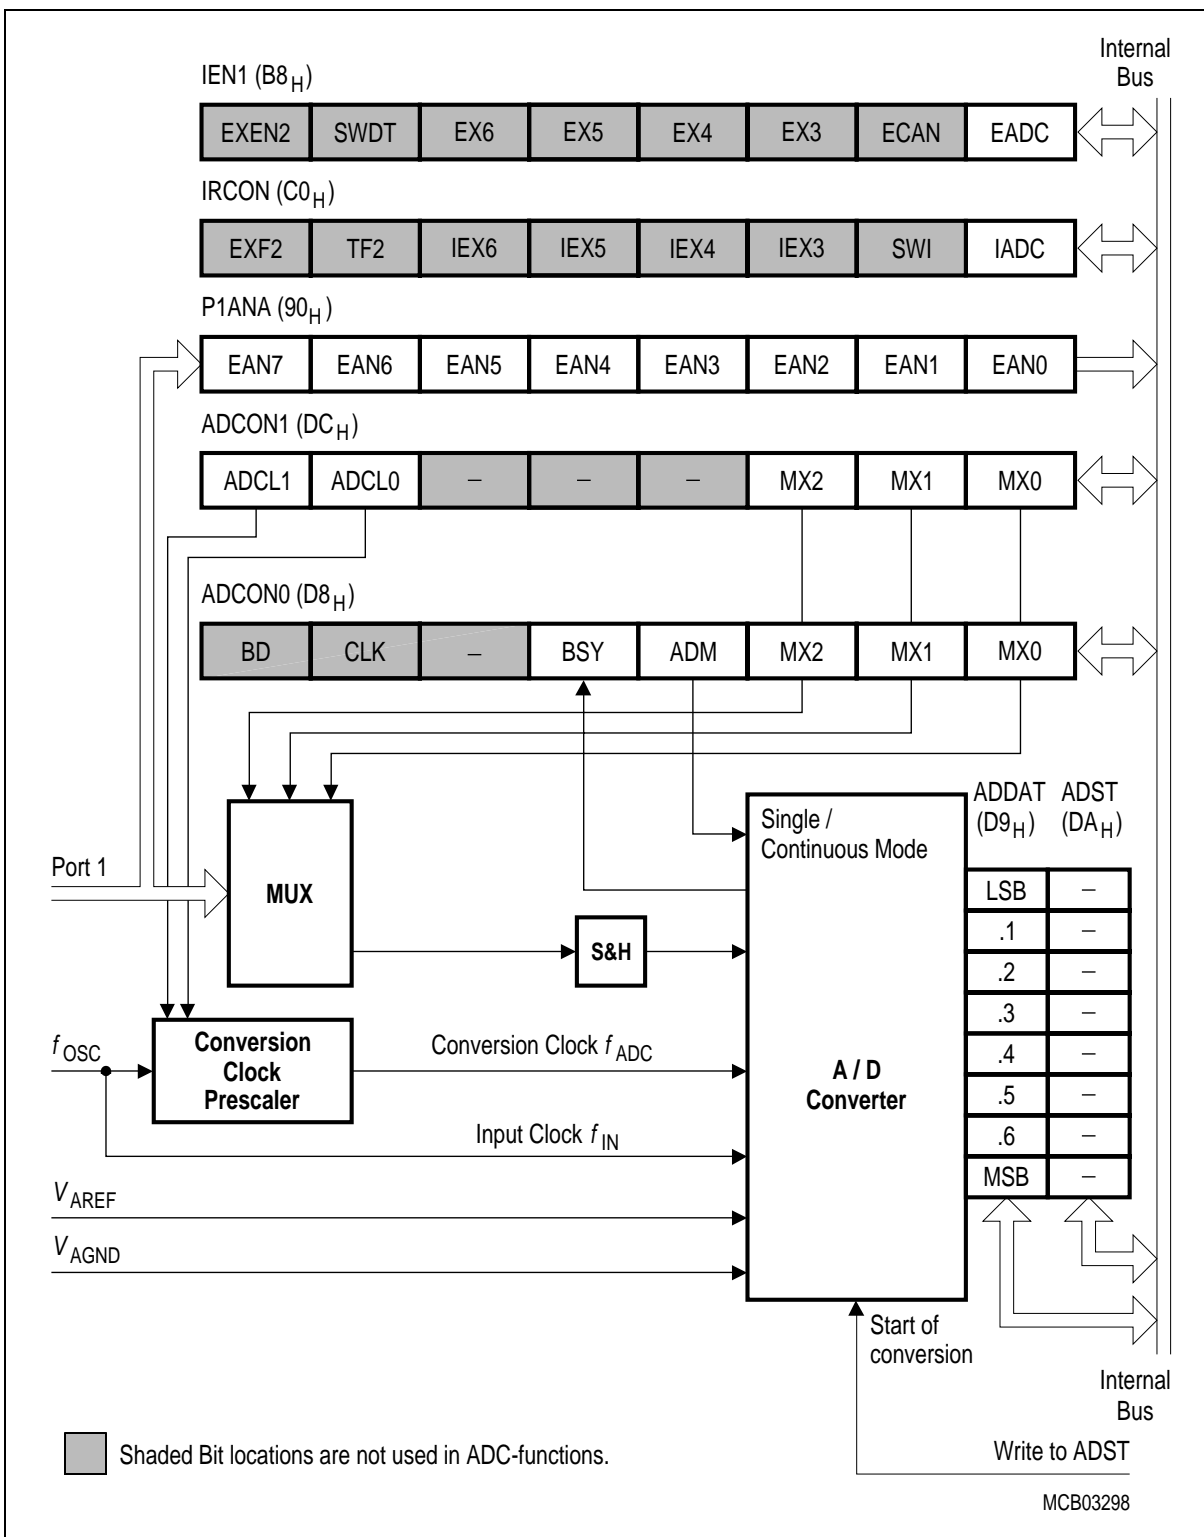 Internal
Bus
IEN1 (B8H)
EXEN2 SWDT EX6 EX5 EX4 EX3 ECAN EADC
IRCON (C0H)
EXF2 TF2 IEX6 IEX5 IEX4 IEX3 SWI IADC
P1ANA (90H)
EAN7 EAN6 EAN5 EAN4 EAN3 EAN2 EAN1 EAN0
ADCON1 (DCH)
ADCL1 ADCL0 – – – MX2 MX1 MX0
ADCON0 (D8H)
BD CLK – BSY ADM MX2 MX1 MX0
ADDAT ADST
(D9H) (DAH)
Single /
Continuous Mode
Port 1
MUX
S&H
LSB –
.1 –
.2 –
.3 –
.4 –
.5 –
.6 –
MSB –
fOSC
Conversion
Clock
Prescaler
Conversion Clock fADC
A / D
Converter
Input Clock fIN
VAREF
VAGND
Start of
conversion
Internal
Bus
Shaded Bit locations are not used in ADC-functions.
Write to ADST
MCB03298